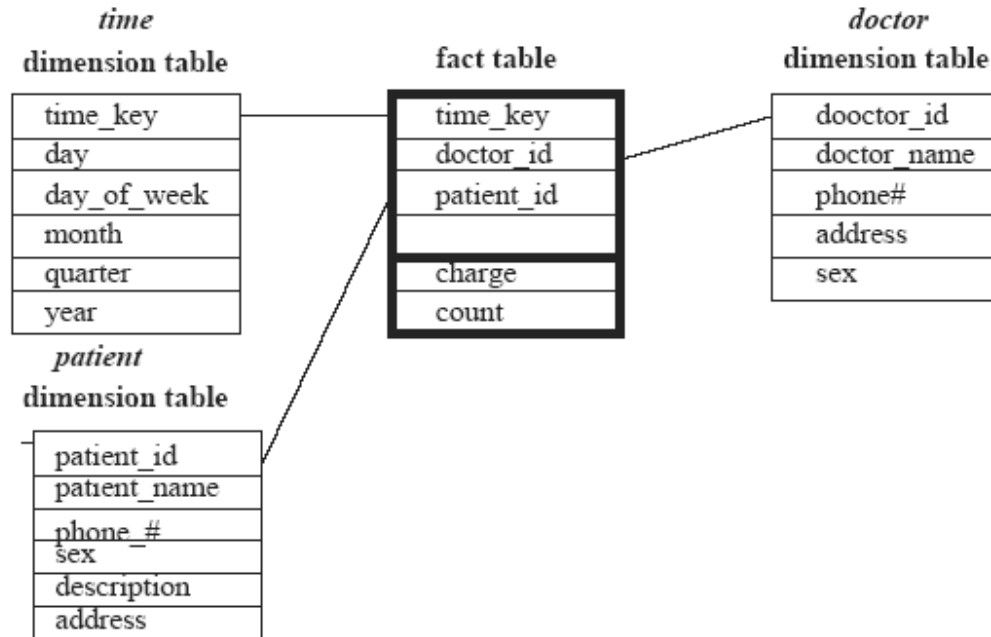 time
dimension table
time_key
day
day_of_week
month
quarter
year
fact table
time_key
doctor_id
patient_id
charge
count
doctor
dimension table
dooctor_id
doctor_name
phone#
address
sex
patient
dimension table
patient_id
patient_name
phone_#
sex
description
address